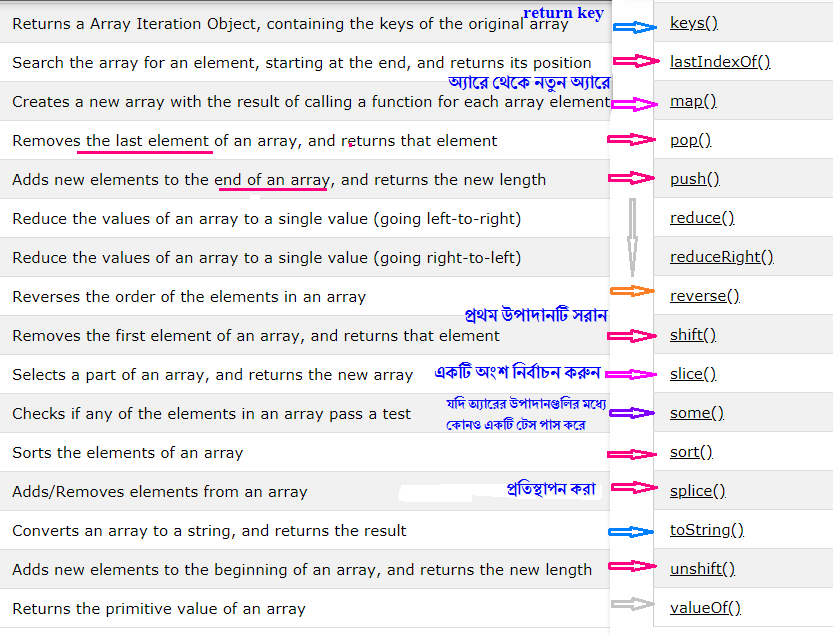 return key
Returns a Array Iteration Object, containing the keys of the original array keys()
Search the array for an element, starting at the end, and returns its position lastIndexOf()
অ্যারে থেকে নতুন অ্যারে
Creates a new array with the result of calling a function for each array element map()
Removes the last element of an array, and returns that element pop()
Adds new elements to the end of an array, and returns the new length push()
Reduce the values of an array to a single value (going left-to-right) reduce()
Reduce the values of an array to a single value (going right-to-left) reduceRight()
Reverses the order of the elements in an array reverse()
প্রথম উপাদানটি সরান
Removes the first element of an array, and returns that element shift()
Selects a part of an array, and returns the new array একটি অংশ নির্বাচন করুন slice()
যদি অ্যারের উপাদানগুলির মধ্যে
Checks if any of the elements in an array pass a test some()
কোনও একটি টেস পাস করে
Sorts the elements of an array sort()
Adds/Removes elements from an array প্রতিস্থাপন করা splice()
Converts an array to a string, and returns the result toString()
Adds new elements to the beginning of an array, and returns the new length unshift()
Returns the primitive value of an array valueOf()